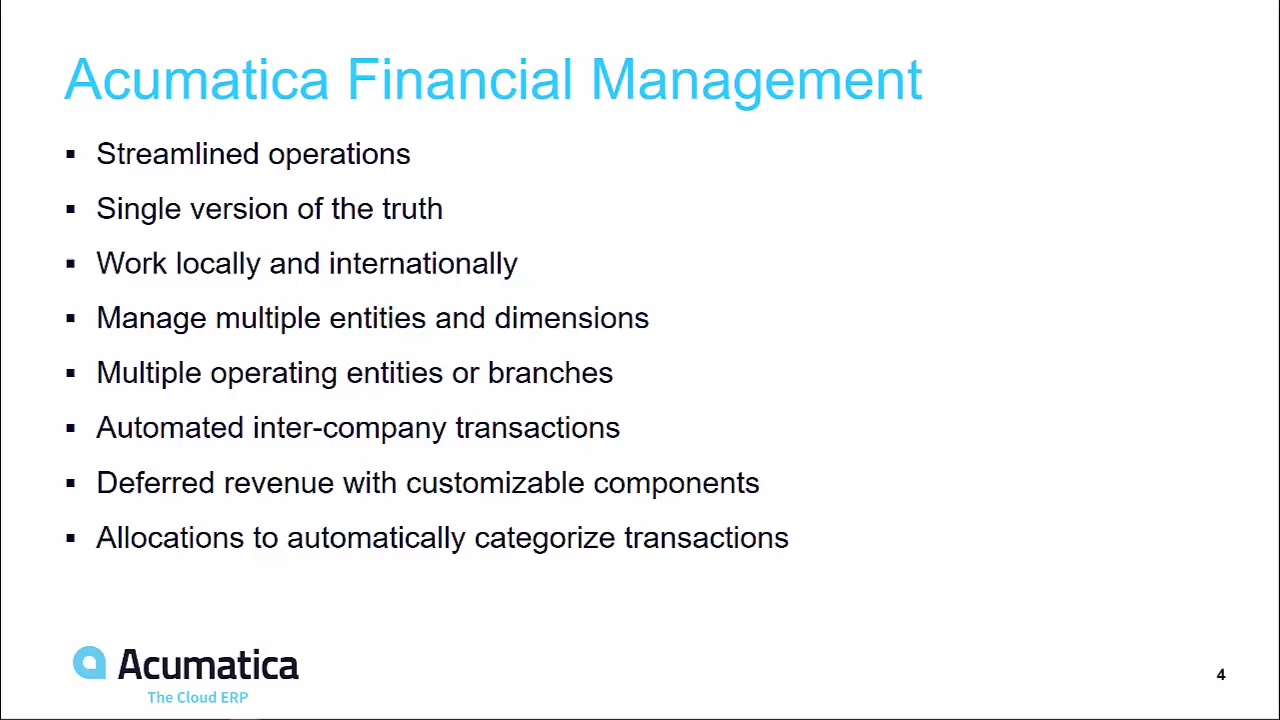 Acumatica Financial Management
▪ Streamlined operations
▪ Single version of the truth
▪ Work locally and internationally
▪ Manage multiple entities and dimensions
▪ Multiple operating entities or branches
▪ Automated inter-company transactions
▪ Deferred revenue with customizable components
▪ Allocations to automatically categorize transactions
Acumatica
The Cloud ERP
4